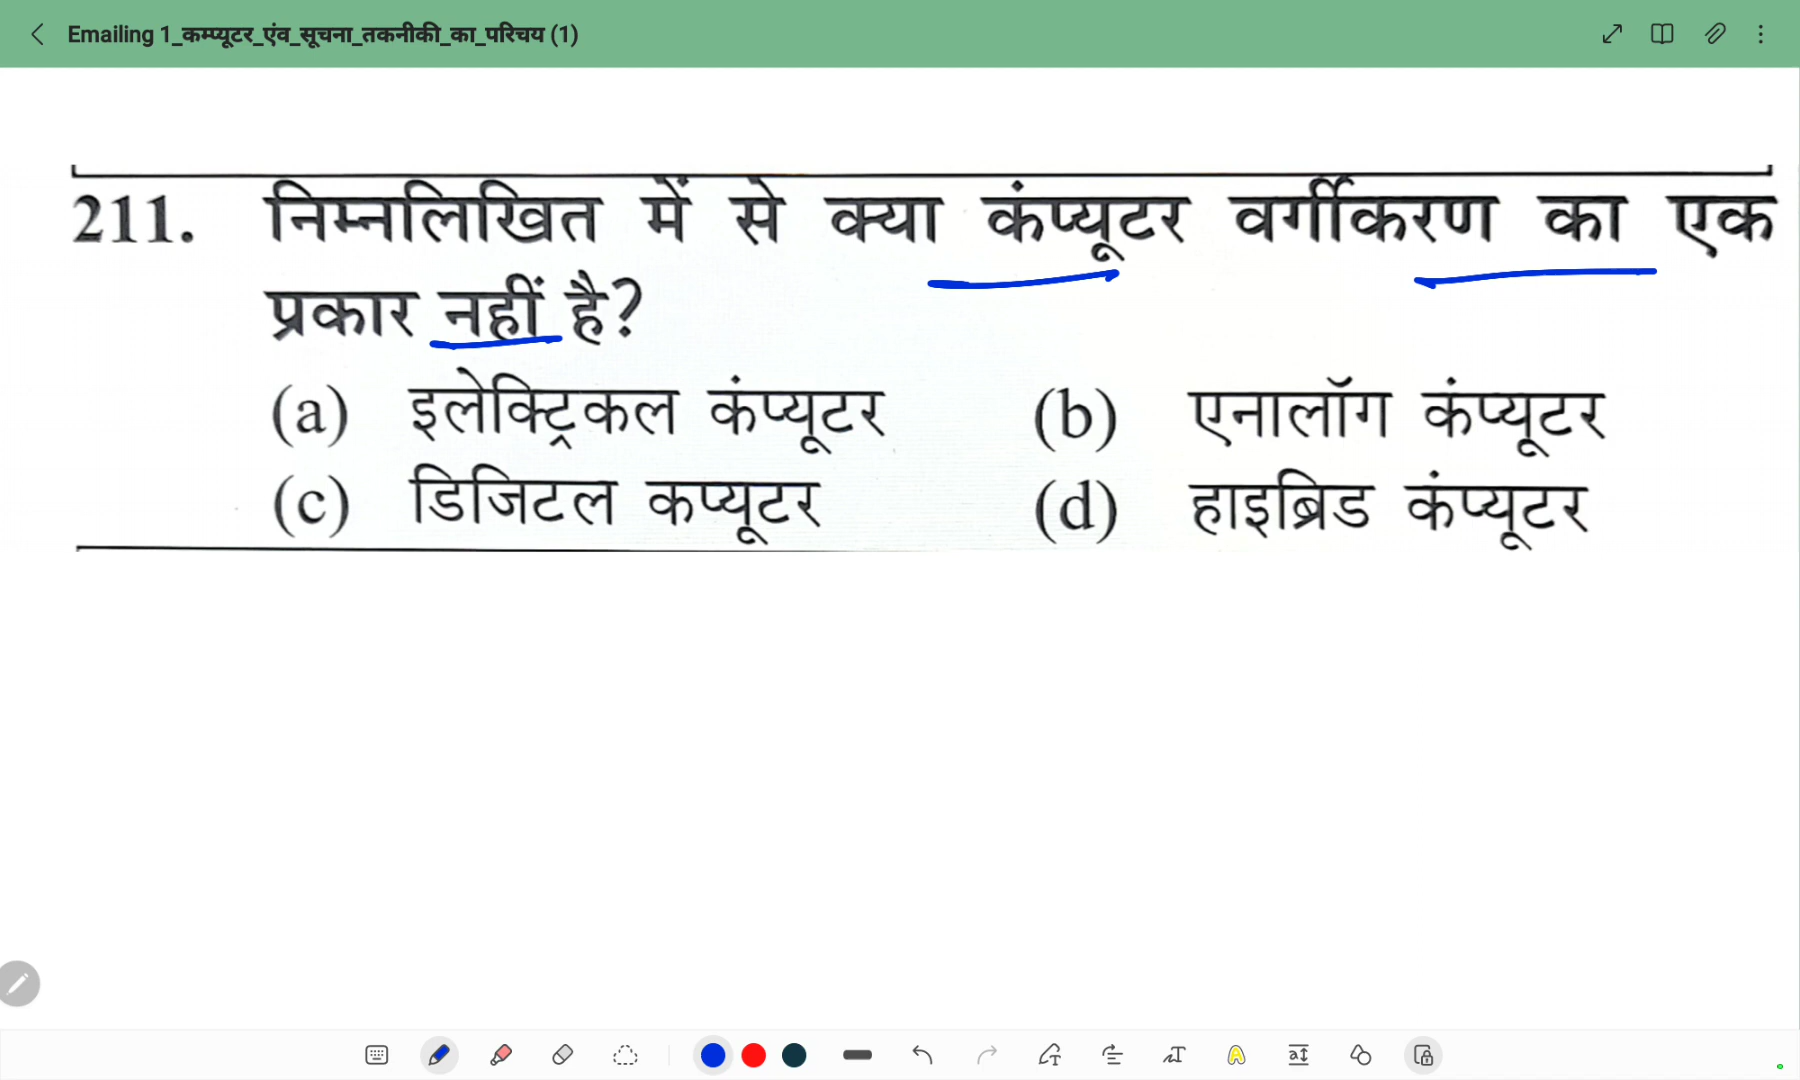 Emailing 1_कम्प्यूटर_एंव_सूचना_तकनीकी_का_परिचय (1)
211. निम्नलिखित में से क्या कंप्यूटर वर्गीकरण का एक
प्रकार नहीं है?
(a) इलेक्ट्रिकल कंप्यूटर (b) एनालॉग कंप्यूटर
(c) डिजिटल कप्यूटर (d) हाइब्रिड कंप्यूटर